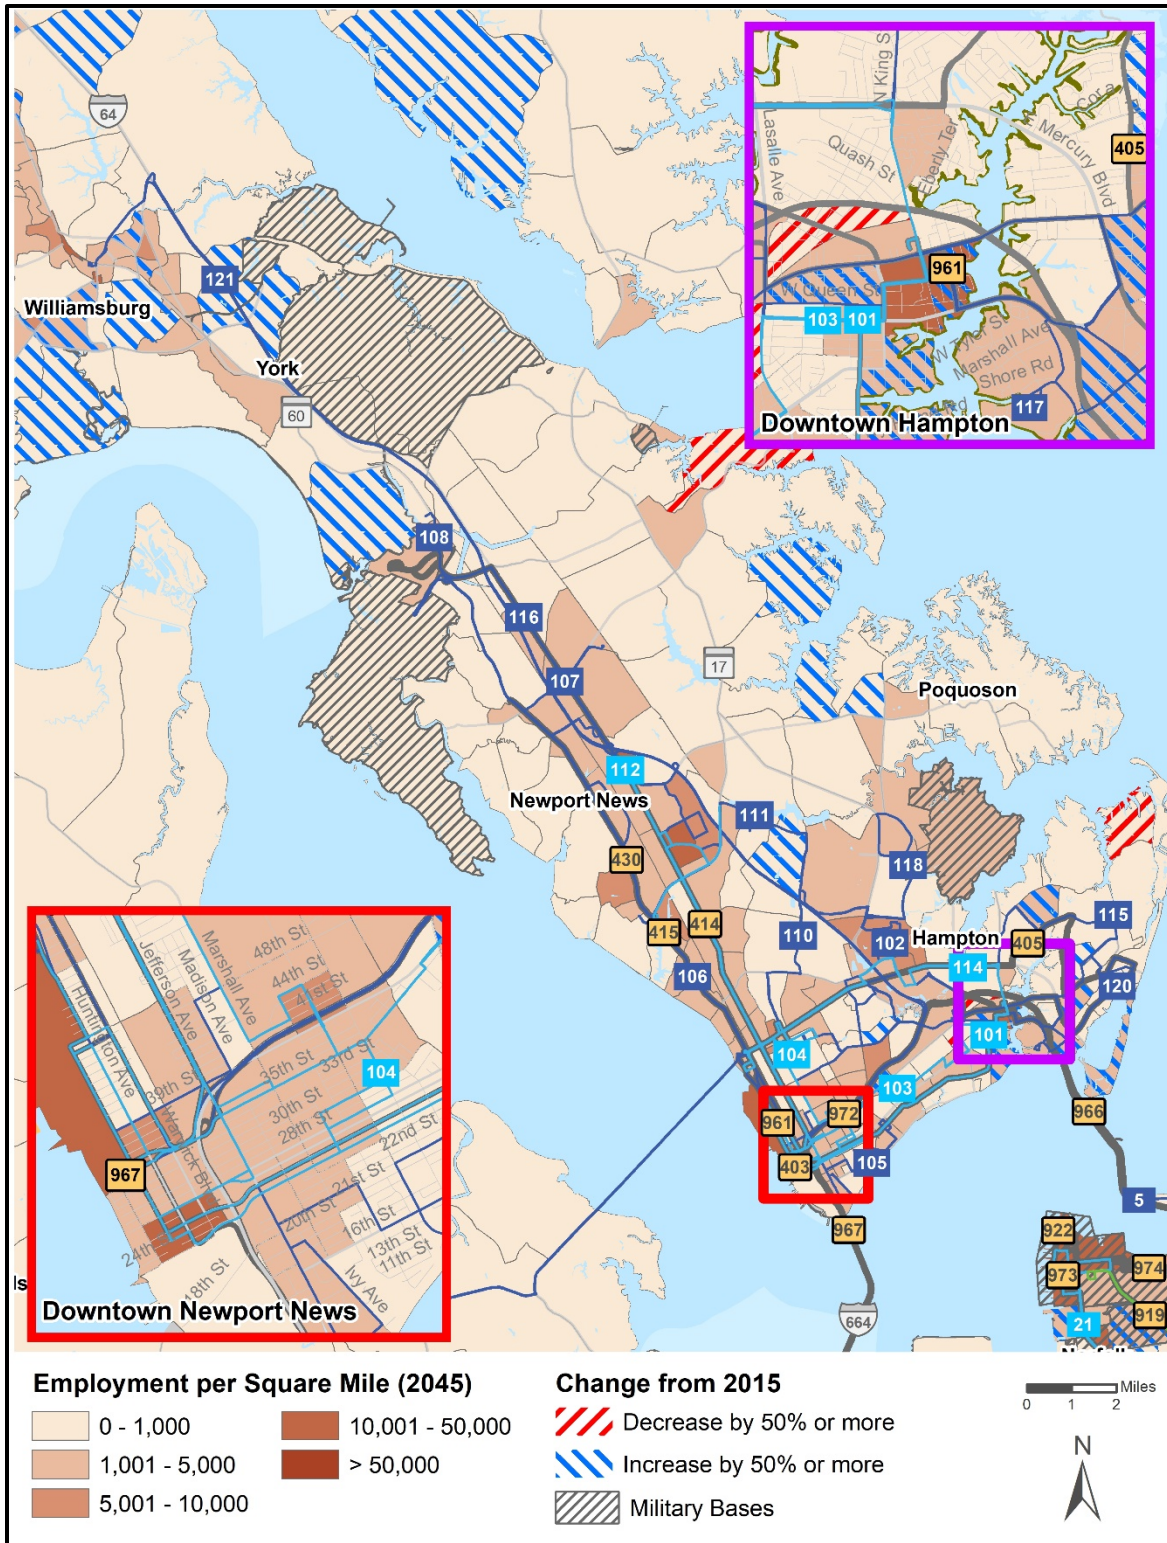 64
121
Williamsburg
York
60
108
116
107
17
Poquoson
112
Newport News
111
430
118
415
414
110
102
Hampton
405
115
106
114
120
104
101
103
961
972
966
403
105
967
5
922
973
974
919
21
664
N King S
Lasalle Ave
Quash St
Eberly Ter
Cora
W Mercury Blvd
405
961
W Queen St
103
101
W Tyler St
Marshall Ave
Shore Rd
Rd
117
Downtown Hampton
48th St
44th St
41st St
Marshall Ave
Madison Ave
Jefferson Ave
Huntington Ave
39th St
35th St
33rd St
104
30th St
28th St
22nd St
21st St
20th St
16th St
13th St
11th St
967
24th
18th St
Ivy Ave
Downtown Newport News
Employment per Square Mile (2045)
0 - 1,000
1,001 - 5,000
5,001 - 10,000
10,001 - 50,000
> 50,000
Change from 2015
Decrease by 50% or more
Increase by 50% or more
Military Bases
Miles
0 1 2
N